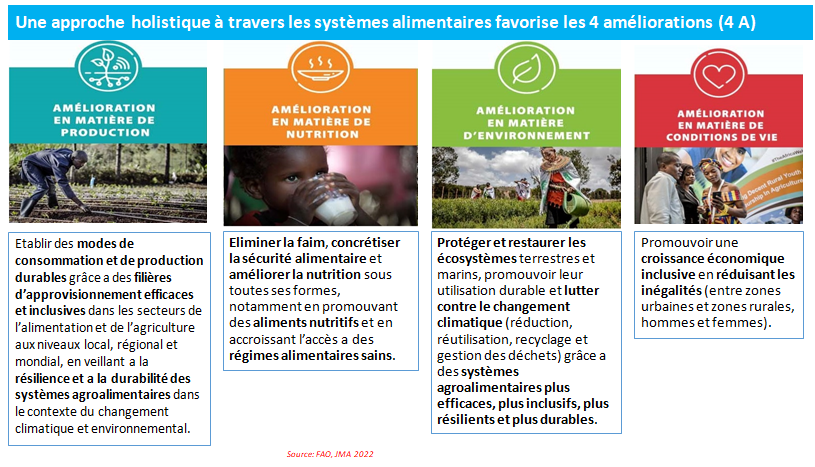 Une approche holistique à travers les systèmes alimentaires favorise les 4 améliorations (4 A)
AMÉLIORATION
EN MATIÈRE DE
PRODUCTION
Etablir des modes de
consommation et de production
durables grâce a des filières
d’approvisionnement efficaces
et inclusives dans les secteurs de
l’alimentation et de l’agriculture
aux niveaux local, régional et
mondial, en veillant a la
résilience et a la durabilité des
systèmes agroalimentaires dans
le contexte du changement
climatique et environnemental.
AMÉLIORATION
EN MATIÈRE DE
NUTRITION
Eliminer la faim, concrétiser
la sécurité alimentaire et
améliorer la nutrition sous
toutes ses formes,
notamment en promouvant
des aliments nutritifs et en
accroissant l’accès a des
régimes alimentaires sains.
AMÉLIORATION
EN MATIÈRE
D’ENVIRONNEMENT
Protéger et restaurer les
écosystèmes terrestres et
marins, promouvoir leur
utilisation durable et lutter
contre le changement
climatique (réduction,
réutilisation, recyclage et
gestion des déchets) grâce a
des systèmes
agroalimentaires plus
efficaces, plus inclusifs, plus
résilients et plus durables.
AMÉLIORATION
EN MATIÈRE DE
CONDITIONS DE VIE
Decent Rural Youth
in Agriculture
Promouvoir une
croissance économique
inclusive en réduisant les
inégalités (entre zones
urbaines et zones rurales,
hommes et femmes).
Source: FAO, JMA 2022